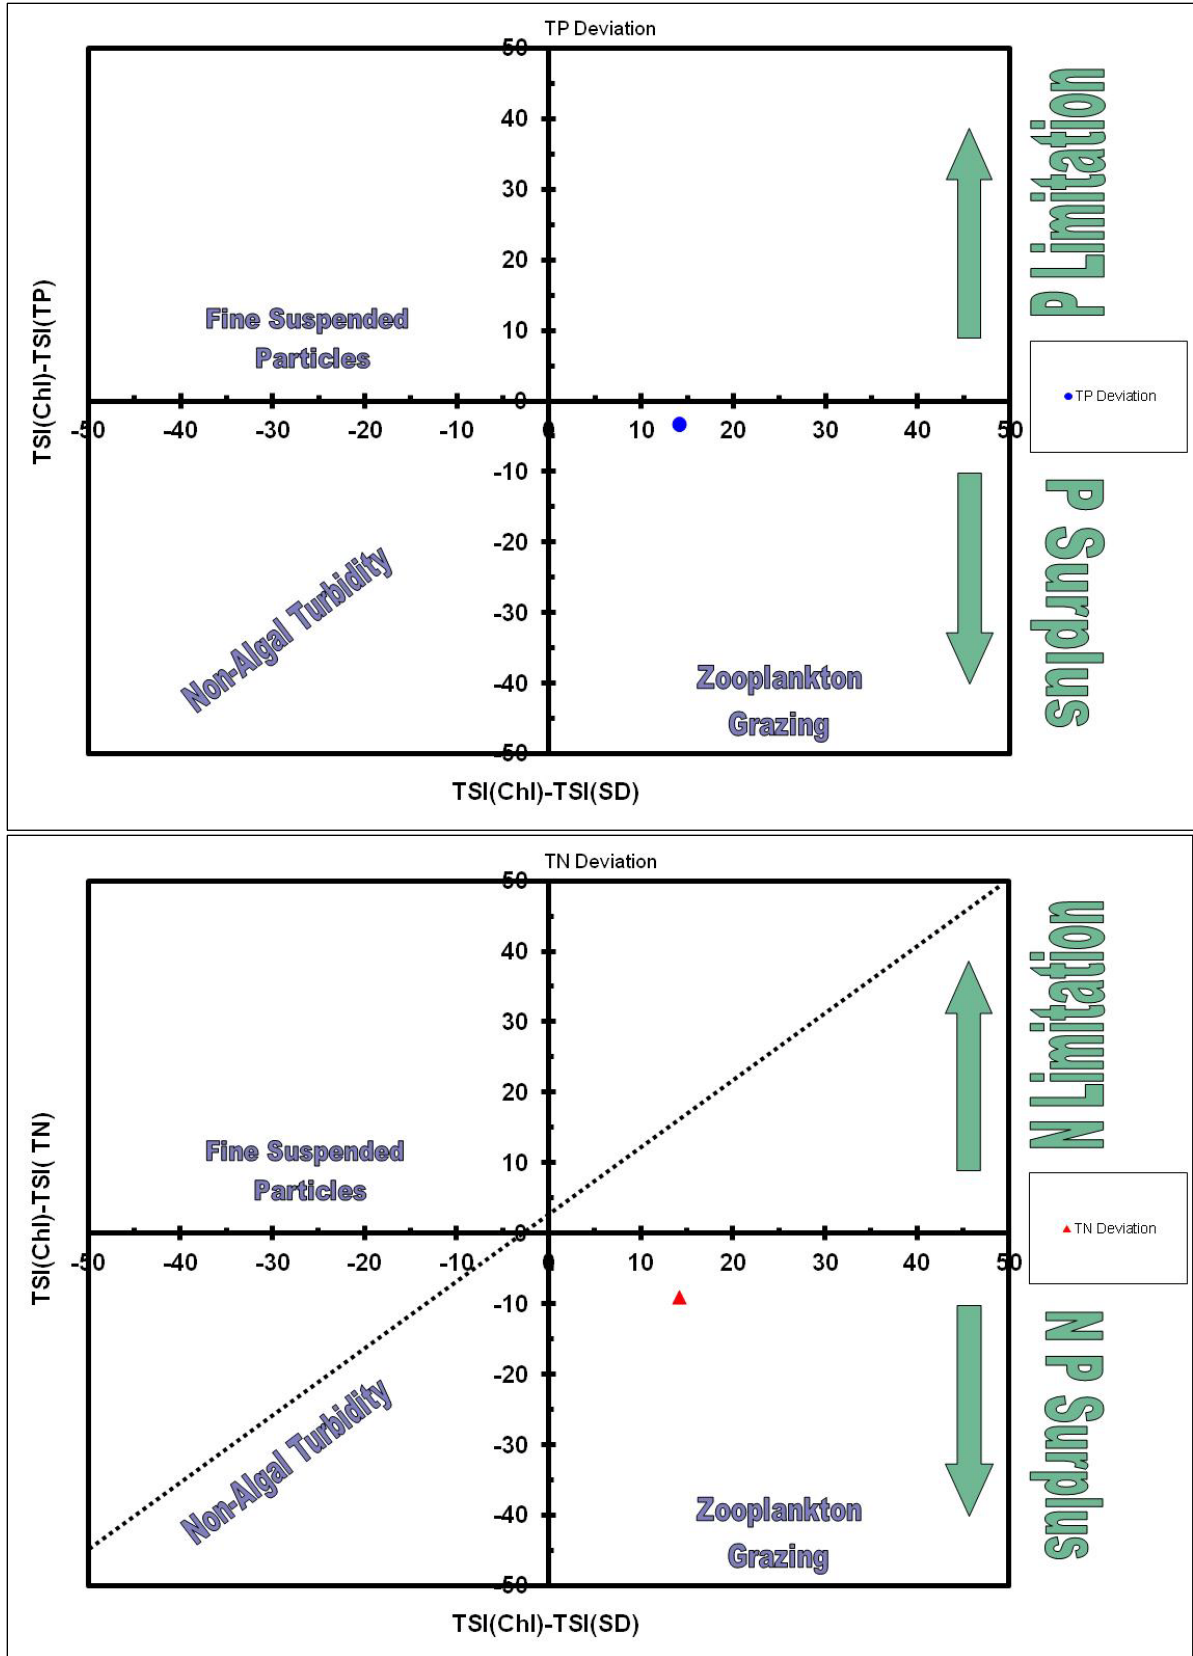 TP Deviation
50
40
30
20
10
0
-10
-20
-30
-40
-50
-50 -40 -30 -20 -10 0 10 20 30 40 50
TSI(Chl)-TSI(TP)
TSI(Chl)-TSI(SD)
Fine Suspended
Particles
Non-Algal Turbidity
Zooplankton
Grazing
P Limitation
TP Deviation
P Surplus
TN Deviation
50
40
30
20
10
0
-10
-20
-30
-40
-50
-50 -40 -30 -20 -10 0 10 20 30 40 50
TSI(Chl)-TSI( TN)
TSI(Chl)-TSI(SD)
Fine Suspended
Particles
Non-Algal Turbidity
Zooplankton
Grazing
N Limitation
TN Deviation
N P Surplus